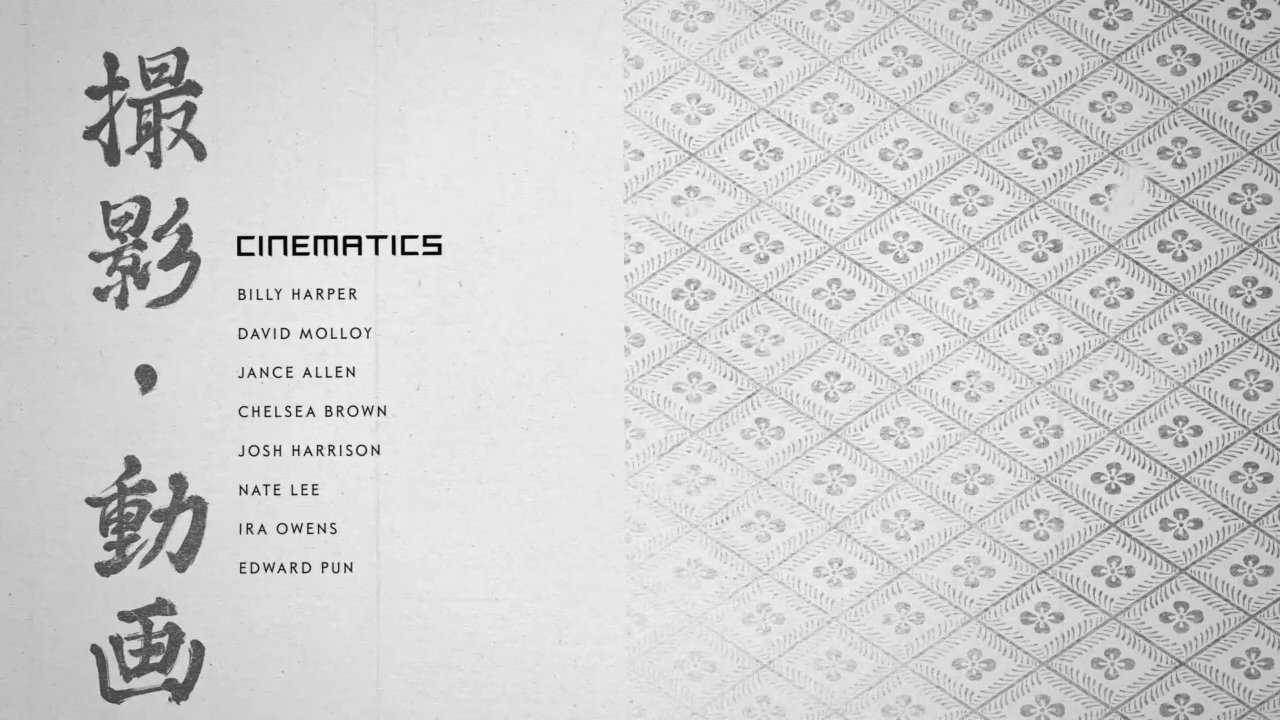 撮影・動画
CINEMATICS
BILLY HARPER
DAVID MOLLOY
JANCE ALLEN
CHELSEA BROWN
JOSH HARRISON
NATE LEE
IRA OWENS
EDWARD PUN